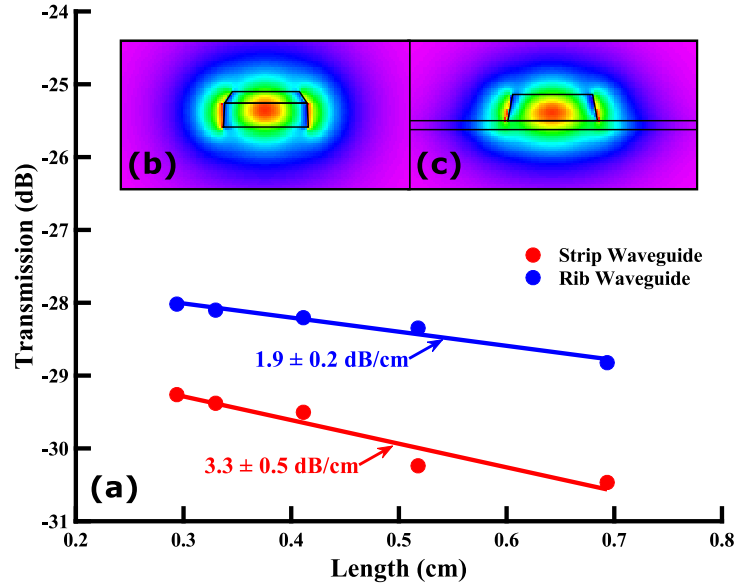 -24
-25
-26
-27
-28
-29
-30
-31
Transmission (dB)
(b)
(c)
Strip Waveguide
Rib Waveguide
1.9 ± 0.2 dB/cm
3.3 ± 0.5 dB/cm
(a)
0.2 0.3 0.4 0.5 0.6 0.7 0.8
Length (cm)